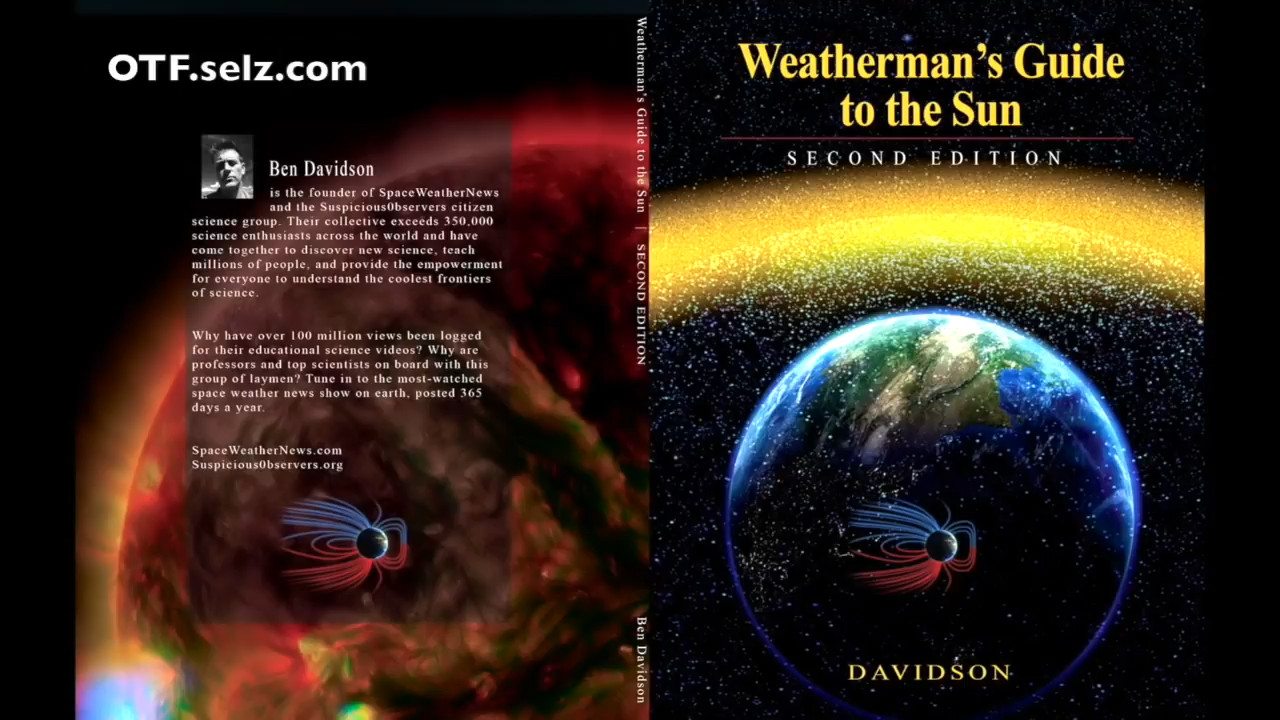 OTF.selz.com
Ben Davidson
is the founder of SpaceWeatherNews
and the Suspicious0bservers citizen
science group. Their collective exceeds 350,000
science enthusiasts across the world and have
come together to discover new science, teach
millions of people, and provide the empowerment
for everyone to understand the coolest frontiers
of science.
Why have over 100 million views been logged
for their educational science videos? Why are
professors and top scientists on board with this
group of laymen? Tune in to the most-watched
space weather news show on earth, posted 365
days a year.
SpaceWeatherNews.com
Suspicious0bservers.org
Weatherman's Guide to the Sun | SECOND EDITION
Ben Davidson
Weatherman's Guide
to the Sun
SECOND EDITION
DAVIDSON